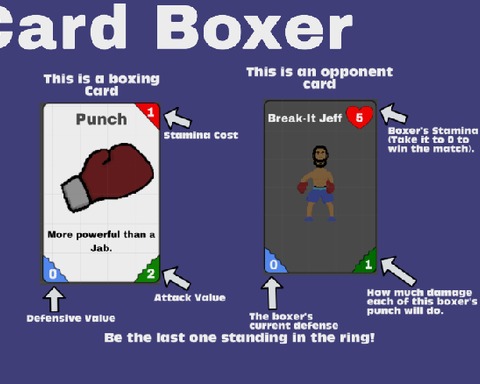 Card Boxer
This is a boxing
Card
This is an opponent
card
Punch
1
Stamina Cost
More powerful than a
Jab.
0
2
Attack Value
Defensive Value
Break-It Jeff
5
Boxer's Stamina
(Take it to 0 to
win the match).
0
1
How much damage
each of this boxer's
punch will do.
The boxer's
current defense
Be the last one standing in the ring!